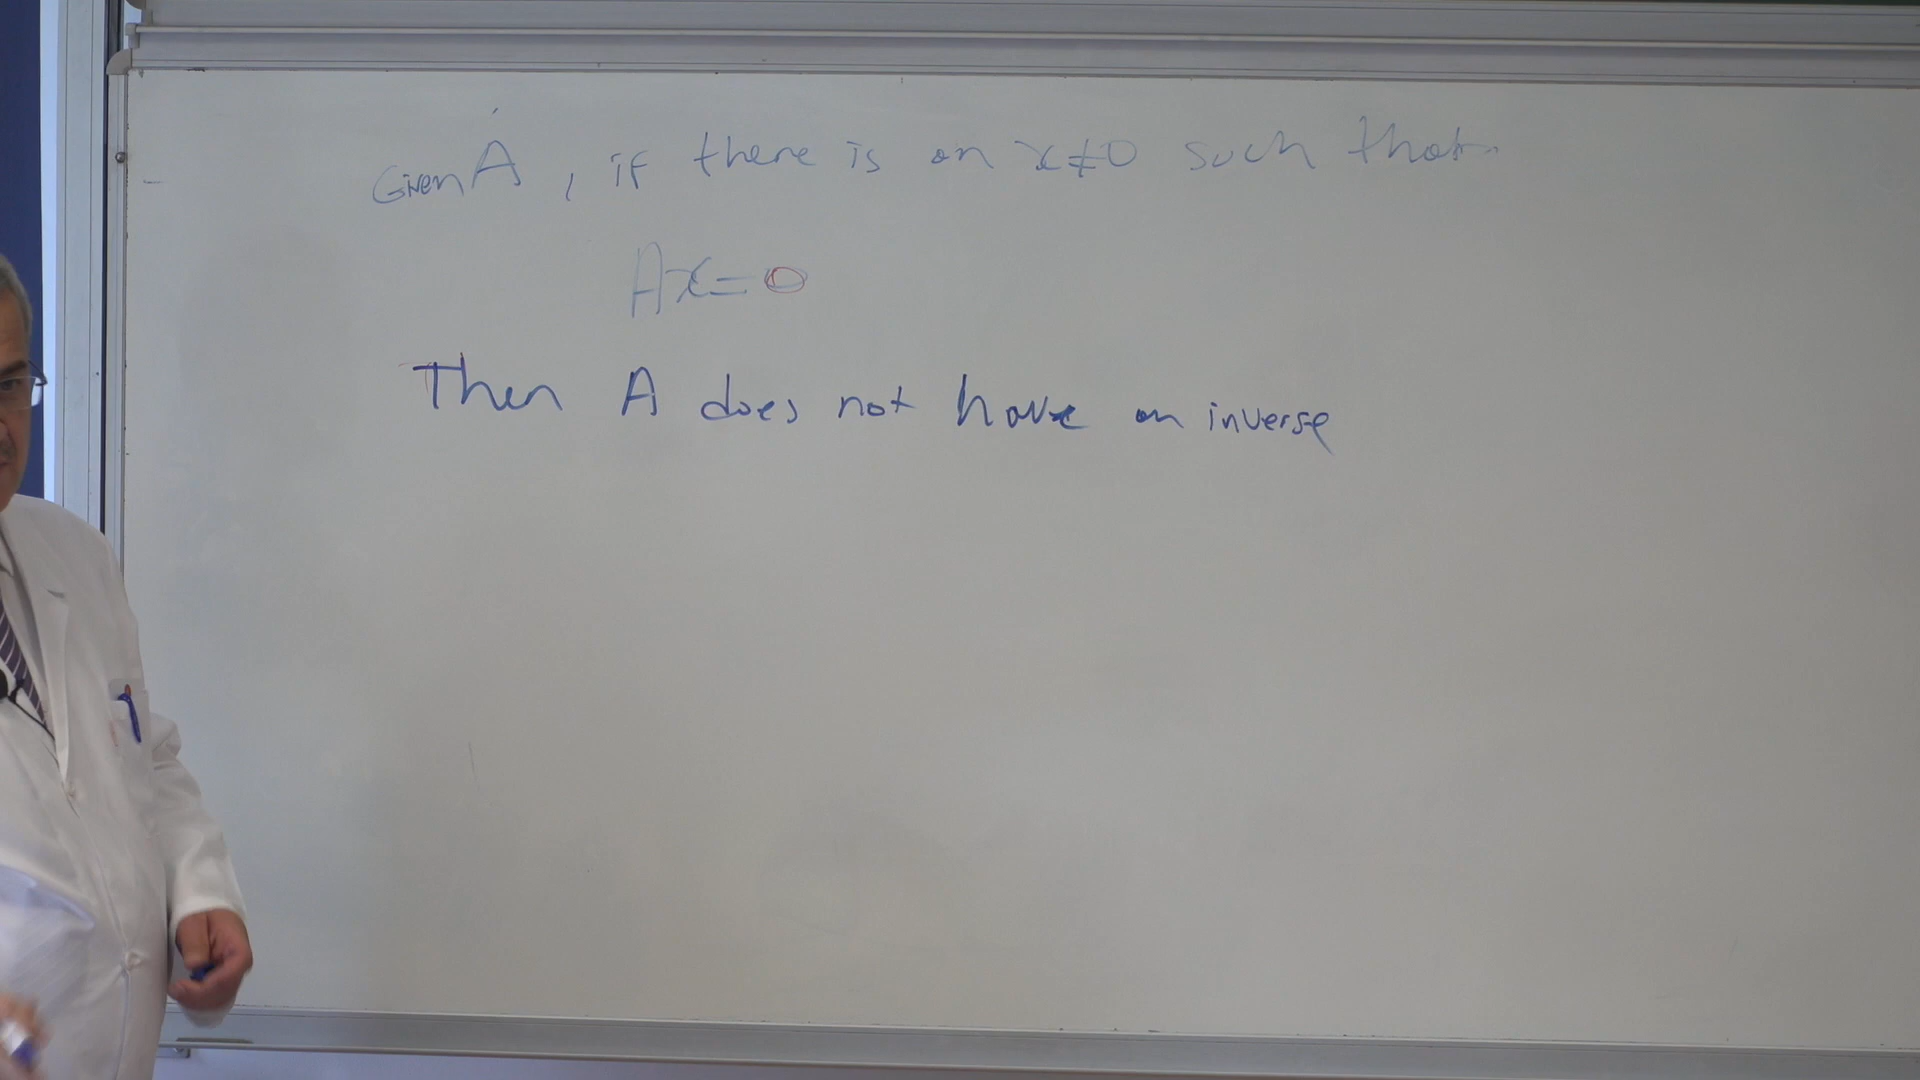 Given A, if there is an x≠0 such that
Ax=0
Then A does not have an inverse